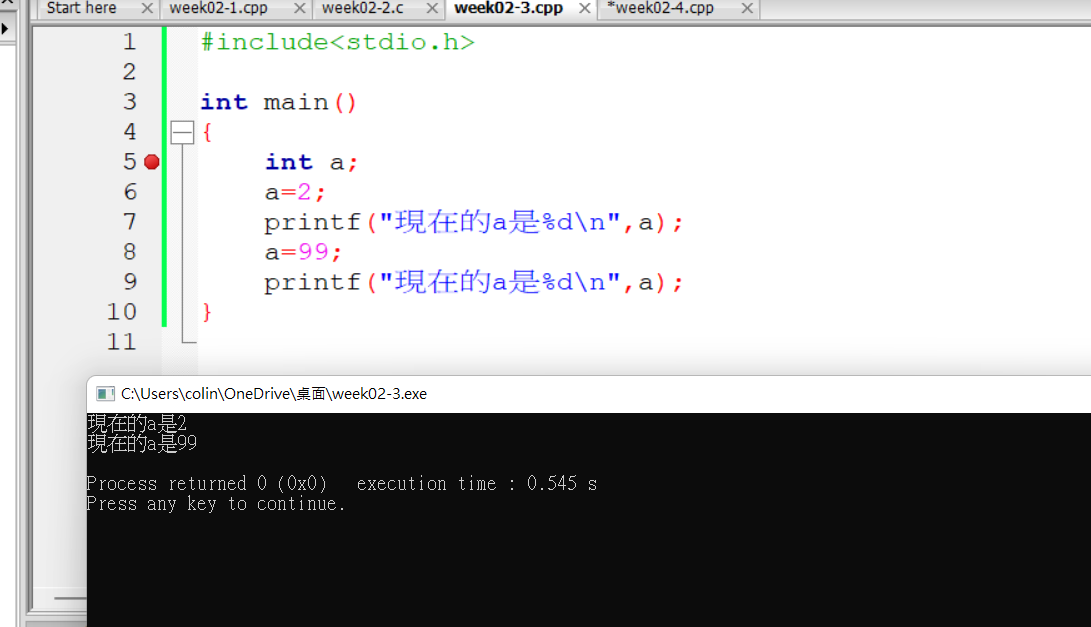 Start here week02-1.cpp week02-2.c week02-3.cpp *week02-4.cpp
1 #include<stdio.h>
2
3 int main()
4 {
5 int a;
6 a=2;
7 printf("現在的a是%d\n",a);
8 a=99;
9 printf("現在的a是%d\n",a);
10 }
11
C:\Users\colin\OneDrive\桌面\week02-3.exe
現在的a是2
現在的a是99
Process returned 0 (0x0) execution time : 0.545 s
Press any key to continue.